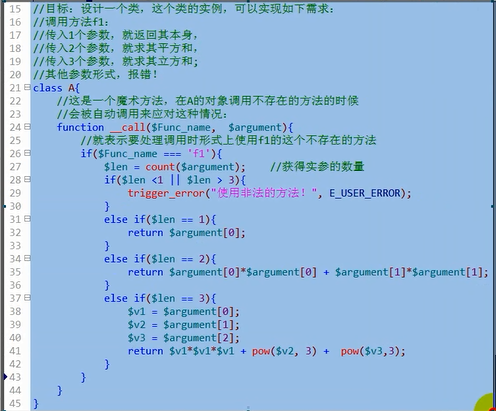 15 //目标：设计一个类，这个类的实例，可以实现如下需求：
16 //调用方法f1：
17 //传入1个参数，就返回其本身，
18 //传入2个参数，就求其平方和，
19 //传入3个参数，就求其立方和；
20 //其他参数形式，报错！
21 class A{
22 //这是一个魔术方法，在A的对象调用不存在的方法的时候
23 //会被自动调用来应对这种情况：
24 function __call($Func_name, $argument){
25 //就表示要处理调用时形式上使用f1的这个不存在的方法
26 if($Func_name === 'f1'){
27 $len = count($argument); //获得实参的数量
28 if($len <1 || $len > 3){
29 trigger_error("使用非法的方法！", E_USER_ERROR);
30 }
31 else if($len == 1){
32 return $argument[0];
33 }
34 else if($len == 2){
35 return $argument[0]*$argument[0] + $argument[1]*$argument[1];
36 }
37 else if($len == 3){
38 $v1 = $argument[0];
39 $v2 = $argument[1];
40 $v3 = $argument[2];
41 return $v1*$v1*$v1 + pow($v2, 3) + pow($v3,3);
42 }
43 }
44 }
45 }